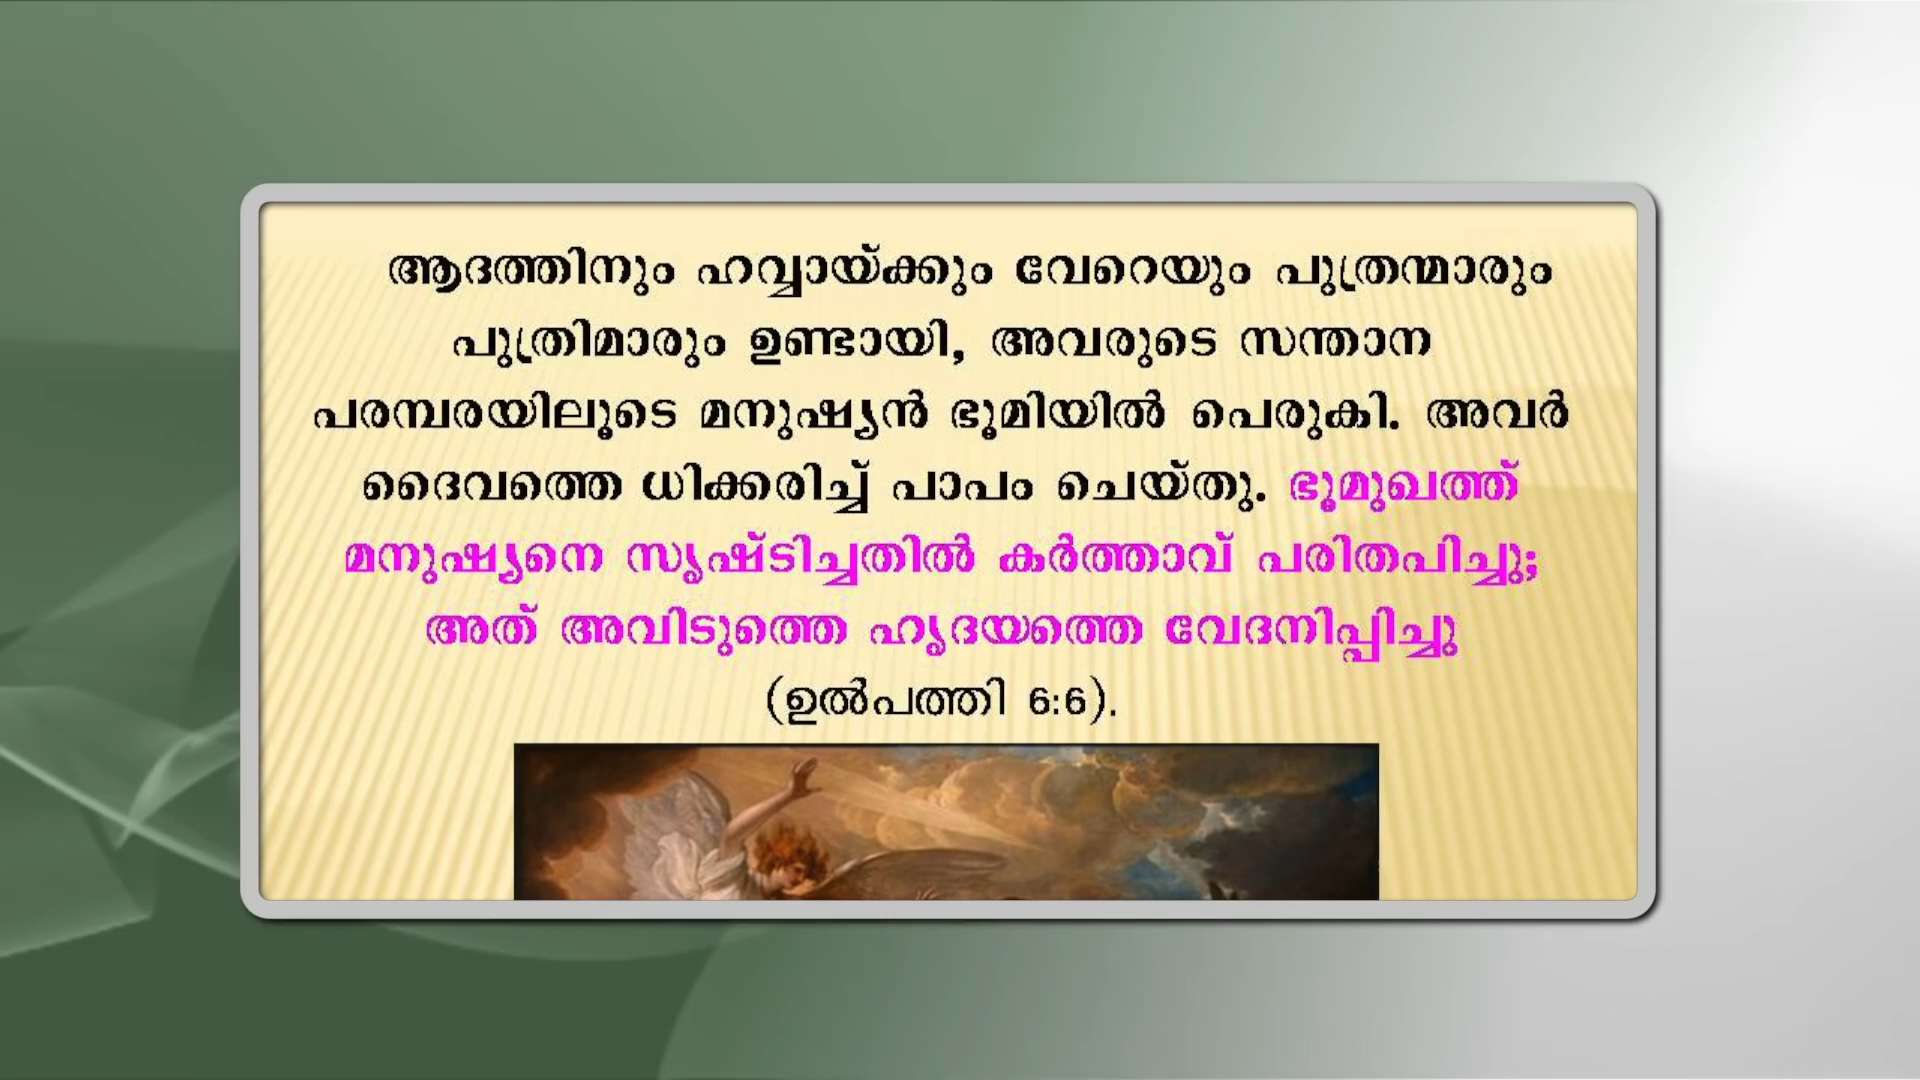 ആദത്തിനും ഹവ്വായ്ക്കും വേറെയും പുത്രന്മാരും
പുത്രിമാരും ഉണ്ടായി, അവരുടെ സന്താന
പരമ്പരയിലൂടെ മനുഷ്യൻ ഭൂമിയിൽ പെരുകി. അവർ
ദൈവത്തെ ധിക്കരിച്ച് പാപം ചെയ്തു. ഭൂമുഖത്ത്
മനുഷ്യനെ സൃഷ്ടിച്ചതിൽ കർത്താവ് പരിതപിച്ചു;
അത് അവിടുത്തെ ഹൃദയത്തെ വേദനിപ്പിച്ചു
(ഉൽപത്തി 6:6).